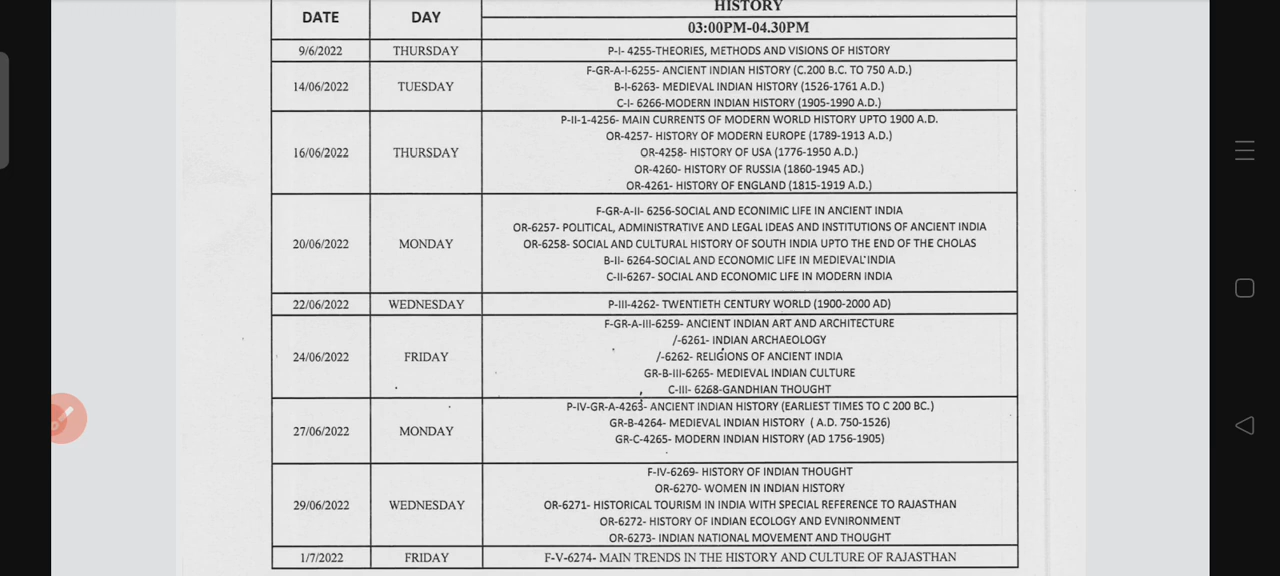 HISTORY
DATE DAY
03:00PM-04.30PM
9/6/2022 THURSDAY P-I- 4255-THEORIES, METHODS AND VISIONS OF HISTORY
F-GR-A-I-6255- ANCIENT INDIAN HISTORY (C.200 B.C. TO 750 A.D.)
14/06/2022 TUESDAY B-I-6263- MEDIEVAL INDIAN HISTORY (1526-1761 A.D.)
C-I- 6266-MODERN INDIAN HISTORY (1905-1990 A.D.)
P-II-1-4256- MAIN CURRENTS OF MODERN WORLD HISTORY UPTO 1900 A.D.
OR-4257- HISTORY OF MODERN EUROPE (1789-1913 A.D.)
16/06/2022 THURSDAY OR-4258- HISTORY OF USA (1776-1950 A.D.)
OR-4260- HISTORY OF RUSSIA (1860-1945 AD.)
OR-4261- HISTORY OF ENGLAND (1815-1919 A.D.)
F-GR-A-II- 6256-SOCIAL AND ECONIMIC LIFE IN ANCIENT INDIA
OR-6257- POLITICAL, ADMINISTRATIVE AND LEGAL IDEAS AND INSTITUTIONS OF ANCIENT INDIA
20/06/2022 MONDAY OR-6258- SOCIAL AND CULTURAL HISTORY OF SOUTH INDIA UPTO THE END OF THE CHOLAS
B-II- 6264-SOCIAL AND ECONOMIC LIFE IN MEDIEVAL INDIA
C-II-6267- SOCIAL AND ECONOMIC LIFE IN MODERN INDIA
22/06/2022 WEDNESDAY P-III-4262- TWENTIETH CENTURY WORLD (1900-2000 AD)
F-GR-A-III-6259- ANCIENT INDIAN ART AND ARCHITECTURE
/-6261- INDIAN ARCHAEOLOGY
24/06/2022 FRIDAY /-6262- RELIGIONS OF ANCIENT INDIA
GR-B-III-6265- MEDIEVAL INDIAN CULTURE
C-III- 6268-GANDHIAN THOUGHT
P-IV-GR-A-4263- ANCIENT INDIAN HISTORY (EARLIEST TIMES TO C 200 BC.)
GR-B-4264- MEDIEVAL INDIAN HISTORY ( A.D. 750-1526)
27/06/2022 MONDAY
GR-C-4265- MODERN INDIAN HISTORY (AD 1756-1905)
F-IV-6269- HISTORY OF INDIAN THOUGHT
OR-6270- WOMEN IN INDIAN HISTORY
29/06/2022 WEDNESDAY OR-6271- HISTORICAL TOURISM IN INDIA WITH SPECIAL REFERENCE TO RAJASTHAN
OR-6272- HISTORY OF INDIAN ECOLOGY AND EVNIRONMENT
OR-6273- INDIAN NATIONAL MOVEMENT AND THOUGHT
1/7/2022 FRIDAY F-V-6274- MAIN TRENDS IN THE HISTORY AND CULTURE OF RAJASTHAN